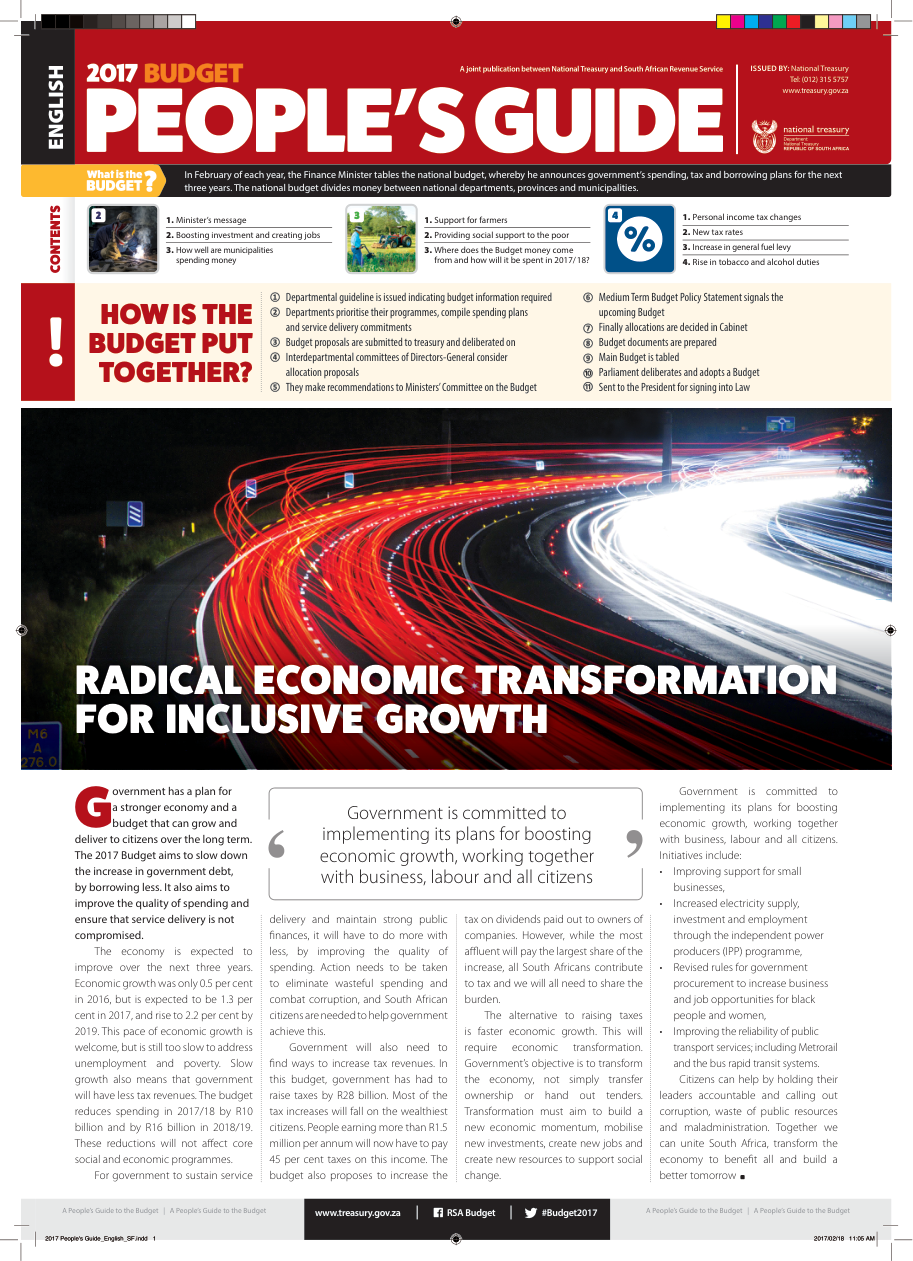 ENGLISH
2017 BUDGET
PEOPLE'S GUIDE
A joint publication between National Treasury and South African Revenue Service
ISSUED BY: National Treasury
Tel: (012) 315 5757
www.treasury.gov.za
national treasury
Department:
National Treasury
REPUBLIC OF SOUTH AFRICA
What is the
BUDGET?
In February of each year, the Finance Minister tables the national budget, whereby he announces government's spending, tax and borrowing plans for the next
three years. The national budget divides money between national departments, provinces and municipalities.
CONTENTS
2
1. Minister's message
2. Boosting investment and creating jobs
3. How well are municipalities
spending money
3
1. Support for farmers
2. Providing social support to the poor
3. Where does the Budget money come
from and how will it be spent in 2017/18?
4
%
1. Personal income tax changes
2. New tax rates
3. Increase in general fuel levy
4. Rise in tobacco and alcohol duties
!
HOW IS THE
BUDGET PUT
TOGETHER?
① Departmental guideline is issued indicating budget information required
② Departments prioritise their programmes, compile spending plans
and service delivery commitments
③ Budget proposals are submitted to treasury and deliberated on
④ Interdepartmental committees of Directors-General consider
allocation proposals
⑤ They make recommendations to Ministers' Committee on the Budget
⑥ Medium Term Budget Policy Statement signals the
upcoming Budget
⑦ Finally allocations are decided in Cabinet
⑧ Budget documents are prepared
⑨ Main Budget is tabled
⑩ Parliament deliberates and adopts a Budget
⑪ Sent to the President for signing into Law
RADICAL ECONOMIC TRANSFORMATION
FOR INCLUSIVE GROWTH
M6
A
276.0
Government has a plan for
a stronger economy and a
budget that can grow and
deliver to citizens over the long term.
The 2017 Budget aims to slow down
the increase in government debt,
by borrowing less. It also aims to
improve the quality of spending and
ensure that service delivery is not
compromised.
The economy is expected to
improve over the next three years.
Economic growth was only 0.5 per cent
in 2016, but is expected to be 1.3 per
cent in 2017, and rise to 2.2 per cent by
2019. This pace of economic growth is
welcome, but is still too slow to address
unemployment and poverty. Slow
growth also means that government
will have less tax revenues. The budget
reduces spending in 2017/18 by R10
billion and by R16 billion in 2018/19.
These reductions will not affect core
social and economic programmes.
For government to sustain service
‘Government is committed to
implementing its plans for boosting
economic growth, working together
with business, labour and all citizens’
delivery and maintain strong public
finances, it will have to do more with
less, by improving the quality of
spending. Action needs to be taken
to eliminate wasteful spending and
combat corruption, and South African
citizens are needed to help government
achieve this.
Government will also need to
find ways to increase tax revenues. In
this budget, government has had to
raise taxes by R28 billion. Most of the
tax increases will fall on the wealthiest
citizens. People earning more than R1.5
million per annum will now have to pay
45 per cent taxes on this income. The
budget also proposes to increase the
tax on dividends paid out to owners of
companies. However, while the most
affluent will pay the largest share of the
increase, all South Africans contribute
to tax and we will all need to share the
burden.
The alternative to raising taxes
is faster economic growth. This will
require economic transformation.
Government's objective is to transform
the economy, not simply transfer
ownership or hand out tenders.
Transformation must aim to build a
new economic momentum, mobilise
new investments, create new jobs and
create new resources to support social
change.
Government is committed to
implementing its plans for boosting
economic growth, working together
with business, labour and all citizens.
Initiatives include:
• Improving support for small
businesses,
• Increased electricity supply,
investment and employment
through the independent power
producers (IPP) programme,
• Revised rules for government
procurement to increase business
and job opportunities for black
people and women,
• Improving the reliability of public
transport services; including Metrorail
and the bus rapid transit systems.
Citizens can help by holding their
leaders accountable and calling out
corruption, waste of public resources
and maladministration. Together we
can unite South Africa, transform the
economy to benefit all and build a
better tomorrow ■
A People's Guide to the Budget | A People's Guide to the Budget
www.treasury.gov.za | RSA Budget | #Budget2017
A People's Guide to the Budget | A People's Guide to the Budget
2017 People's Guide_English_SF.indd 1
2017/02/18 11:05 AM